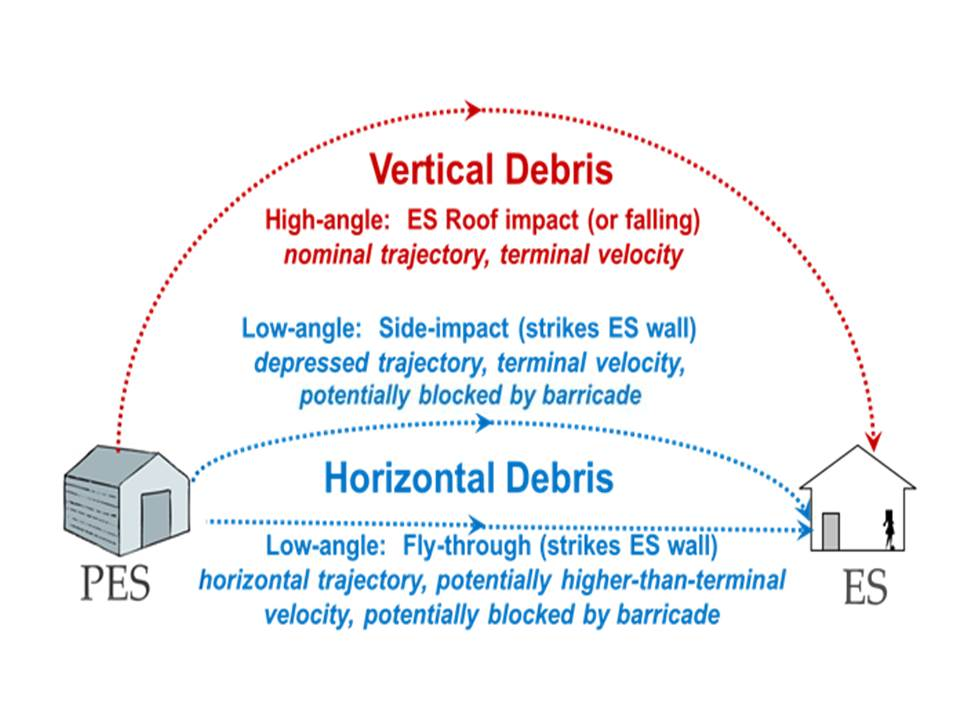 Vertical Debris
High-angle: ES Roof impact (or falling)
nominal trajectory, terminal velocity
Low-angle: Side-impact (strikes ES wall)
depressed trajectory, terminal velocity,
potentially blocked by barricade
Horizontal Debris
Low-angle: Fly-through (strikes ES wall)
horizontal trajectory, potentially higher-than-terminal
velocity, potentially blocked by barricade
PES
ES